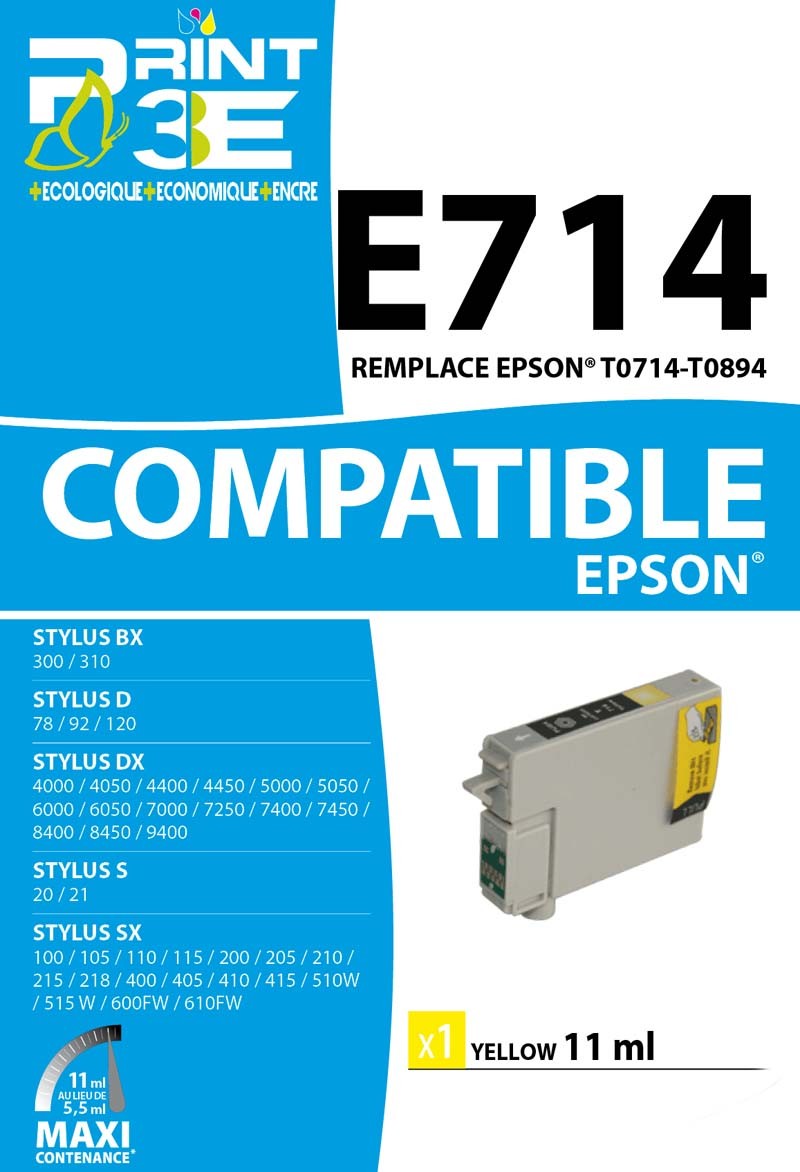 PRINT
3E
+ECOLOGIQUE+ECONOMIQUE+ENCRE
E714
REMPLACE EPSON® T0714-T0894
COMPATIBLE
EPSON®
STYLUS BX
300 / 310
STYLUS D
78 / 92 / 120
STYLUS DX
4000 / 4050 / 4400 / 4450 / 5000 / 5050 /
6000 / 6050 / 7000 / 7250 / 7400 / 7450 /
8400 / 8450 / 9400
STYLUS S
20 / 21
STYLUS SX
100 / 105 / 110 / 115 / 200 / 205 / 210 /
215 / 218 / 400 / 405 / 410 / 415 / 510W
/ 515 W / 600FW / 610FW
PULL
x1 YELLOW 11 ml
11 ml
AU LIEU DE
5,5 ml
MAXI
CONTENANCE*